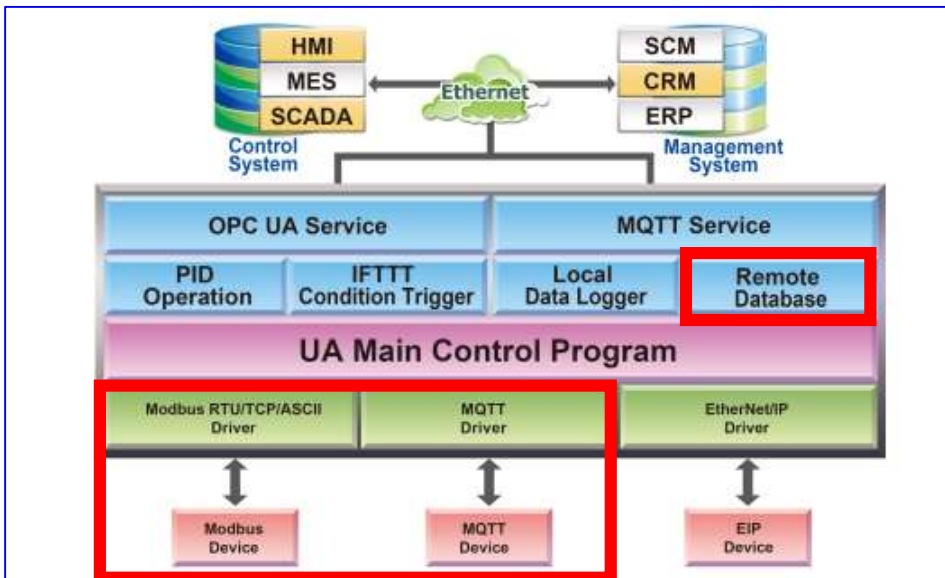 HMI
MES
SCADA
Control
System
Ethernet
SCM
CRM
ERP
Management
System
OPC UA Service
MQTT Service
PID
Operation
IFTTT
Condition Trigger
Local
Data Logger
Remote
Database
UA Main Control Program
Modbus RTU/TCP/ASCII
Driver
MQTT
Driver
EtherNet/IP
Driver
Modbus
Device
MQTT
Device
EIP
Device